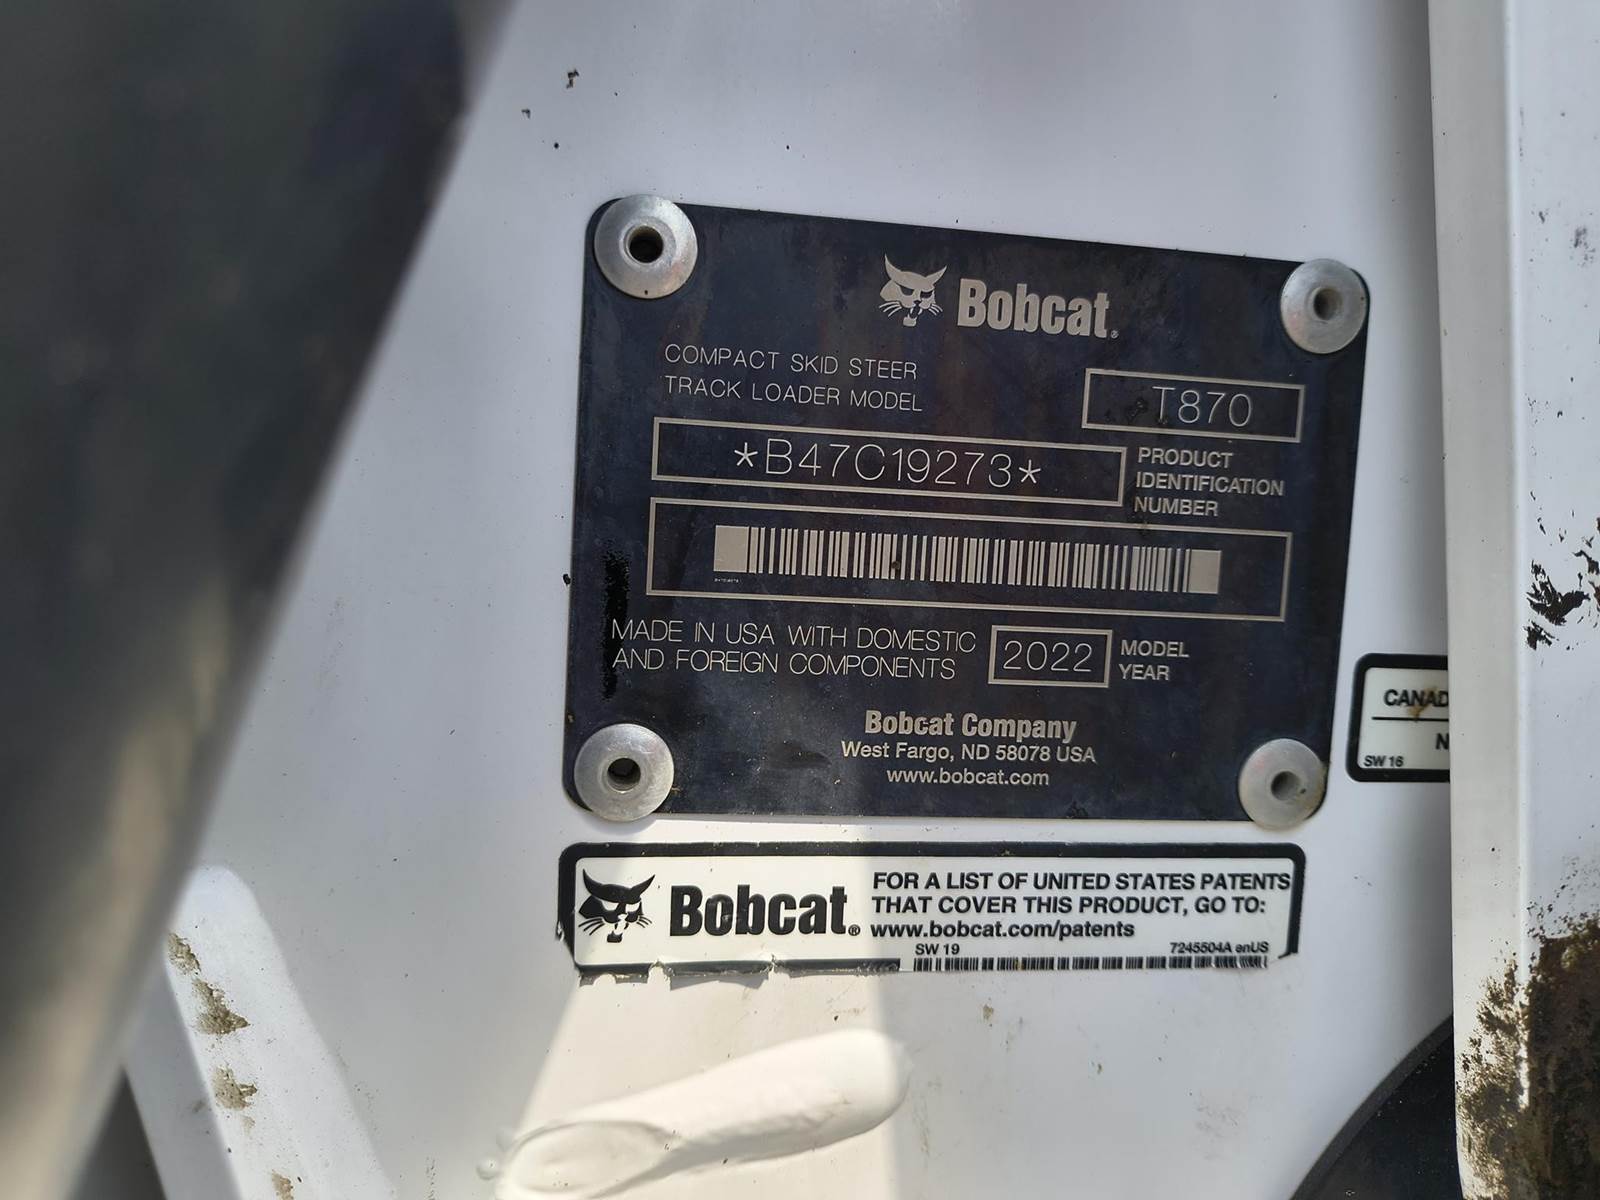 Bobcat®
COMPACT SKID STEER
TRACK LOADER MODEL
T870
*B47C19273*
PRODUCT
IDENTIFICATION
NUMBER
MADE IN USA WITH DOMESTIC
AND FOREIGN COMPONENTS
2022
MODEL
YEAR
Bobcat Company
West Fargo, ND 58078 USA
www.bobcat.com
CANAD
N
SW 16
Bobcat®
FOR A LIST OF UNITED STATES PATENTS
THAT COVER THIS PRODUCT, GO TO:
www.bobcat.com/patents
SW 19
7245504A enUS